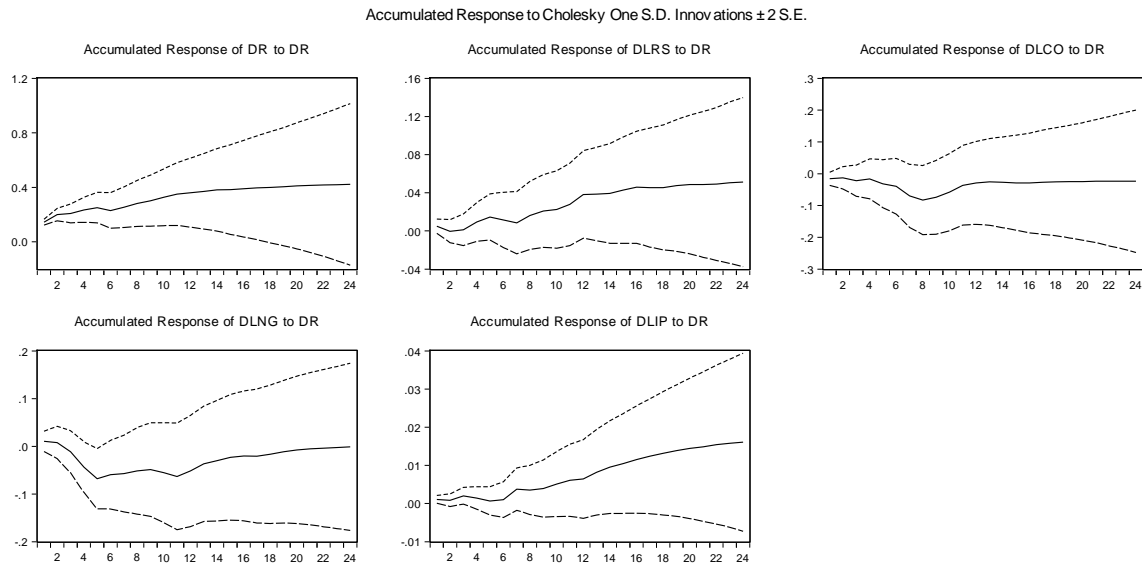 Accumulated Response to Cholesky One S.D. Innovations ± 2 S.E.
Accumulated Response of DR to DR
1.2
0.8
0.4
0.0
2 4 6 8 10 12 14 16 18 20 22 24
Accumulated Response of DLRS to DR
.16
.12
.08
.04
.00
-.04
2 4 6 8 10 12 14 16 18 20 22 24
Accumulated Response of DLCO to DR
.3
.2
.1
.0
-.1
-.2
-.3
2 4 6 8 10 12 14 16 18 20 22 24
Accumulated Response of DLNG to DR
.2
.1
.0
-.1
-.2
2 4 6 8 10 12 14 16 18 20 22 24
Accumulated Response of DLIP to DR
.04
.03
.02
.01
.00
-.01
2 4 6 8 10 12 14 16 18 20 22 24